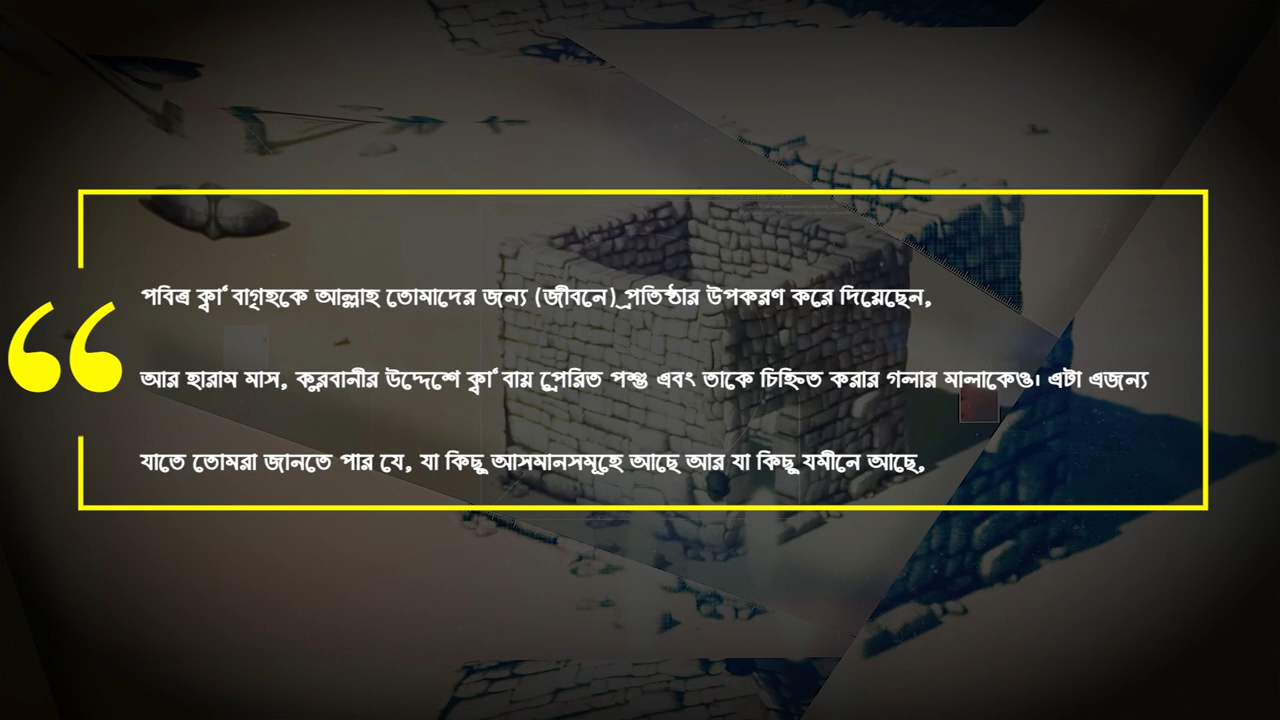 পবিত্র ক্বা‘বাগৃহকে আল্লাহ তোমাদের জন্য (জীবনে) প্রতিষ্ঠার উপকরণ করে দিয়েছেন,
আর হারাম মাস, কুরবানীর উদ্দেশে ক্বা‘বায় প্রেরিত পশু এবং তাকে চিহ্নিত করার গলার মালাকেও। এটা এজন্য
যাতে তোমরা জানতে পার যে, যা কিছু আসমানসমূহে আছে আর যা কিছু যমীনে আছে,